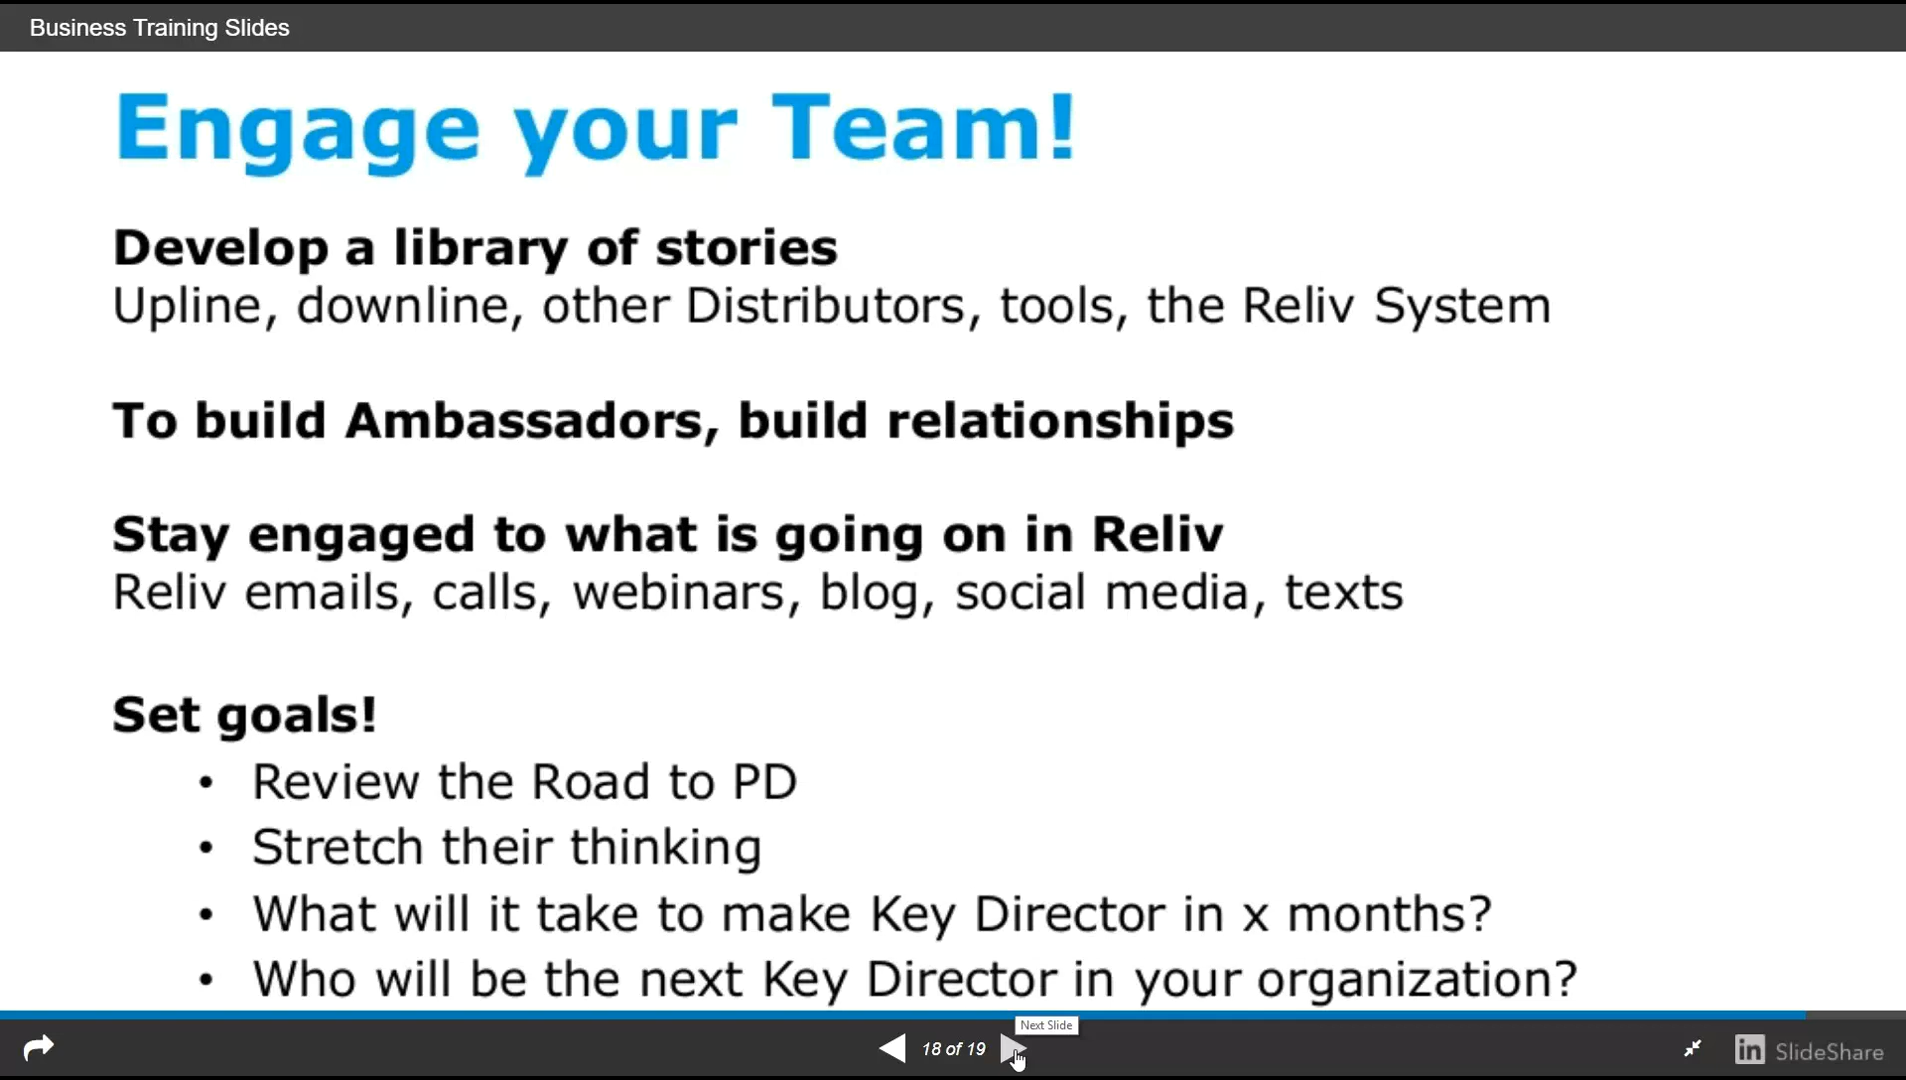 Business Training Slides
Engage your Team!
Develop a library of stories
Upline, downline, other Distributors, tools, the Reliv System
To build Ambassadors, build relationships
Stay engaged to what is going on in Reliv
Reliv emails, calls, webinars, blog, social media, texts
Set goals!
• Review the Road to PD
• Stretch their thinking
• What will it take to make Key Director in x months?
• Who will be the next Key Director in your organization?
Next Slide
18 of 19
in SlideShare